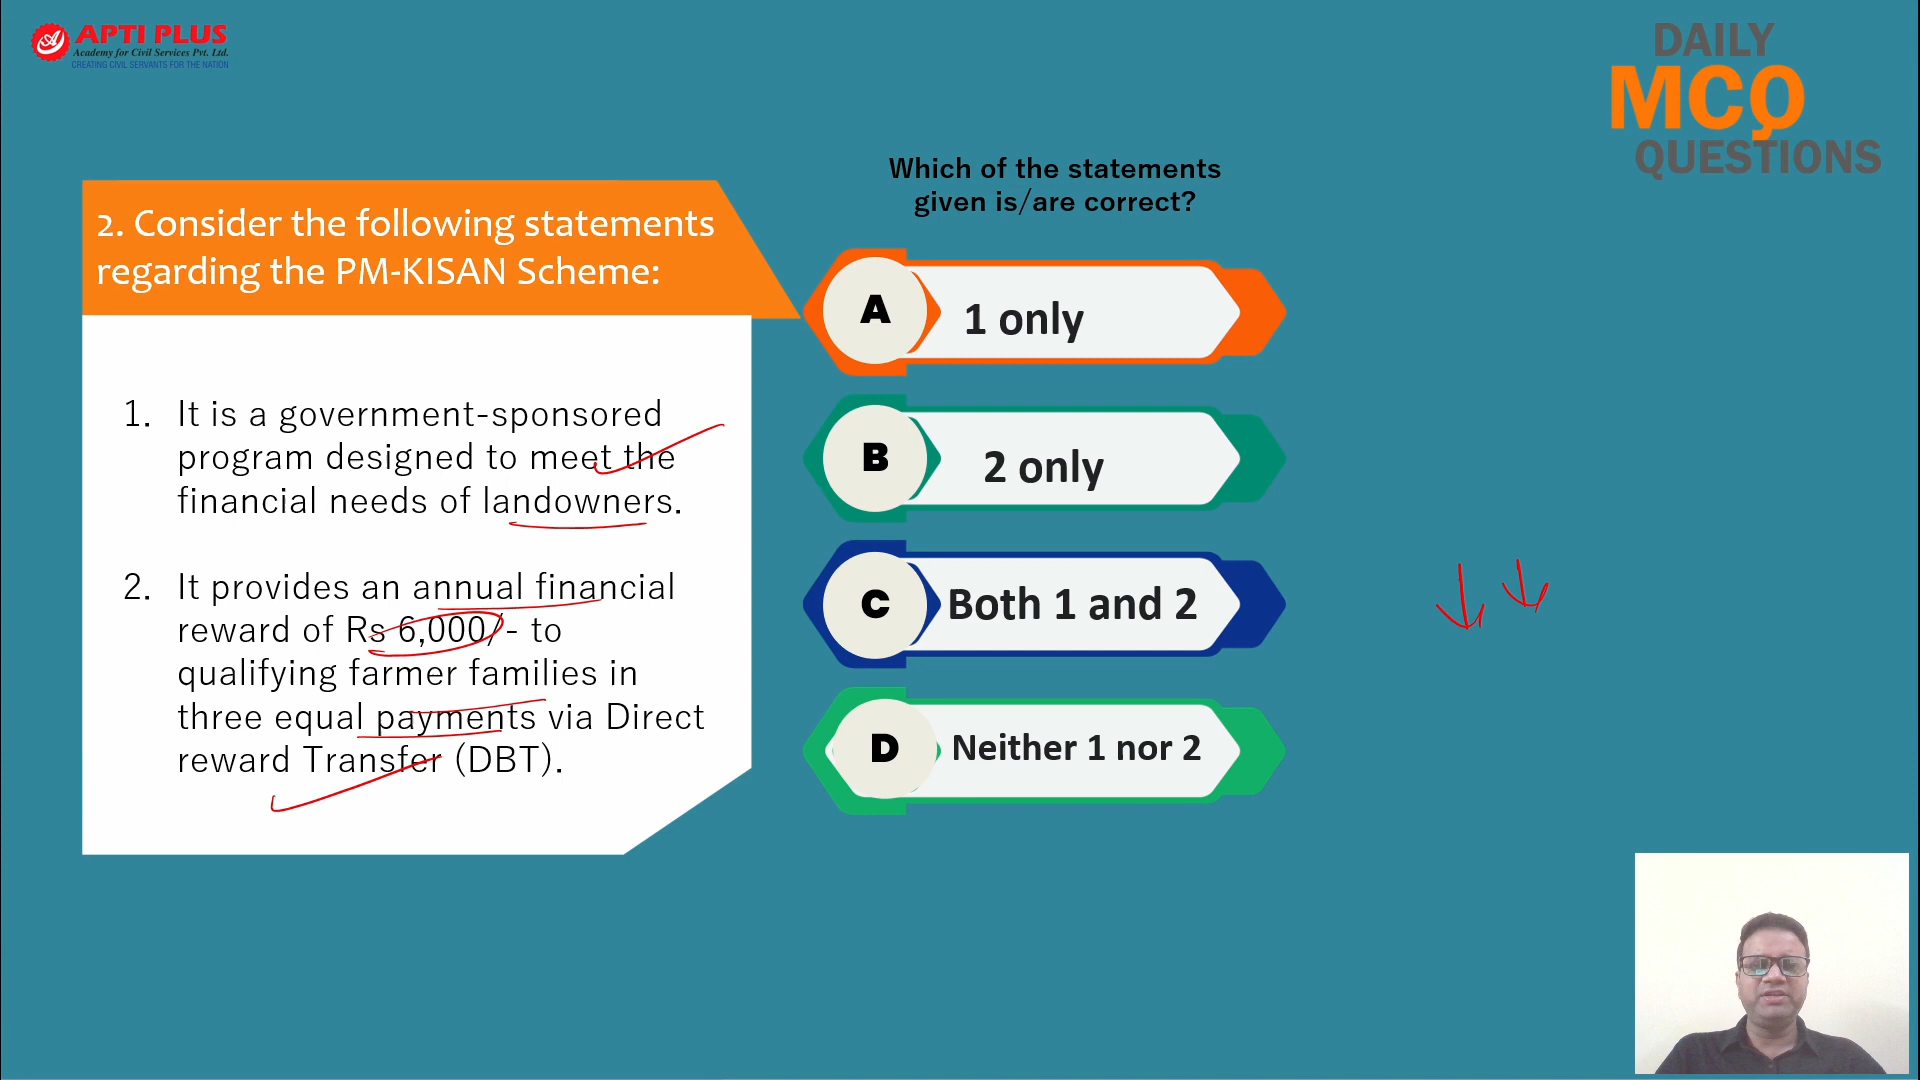 APTI PLUS
Academy for Civil Services Pvt. Ltd.
CREATING CIVIL SERVANTS FOR THE NATION
DAILY
MCQ
QUESTIONS
2. Consider the following statements
regarding the PM-KISAN Scheme:
1. It is a government-sponsored
program designed to meet the
financial needs of landowners.
2. It provides an annual financial
reward of Rs 6,000/- to
qualifying farmer families in
three equal payments via Direct
reward Transfer (DBT).
Which of the statements
given is/are correct?
A 1 only
B 2 only
C Both 1 and 2
D Neither 1 nor 2